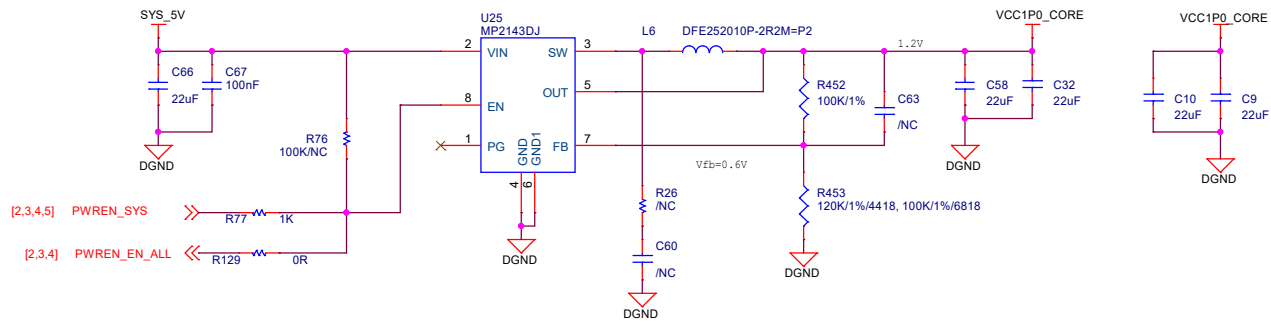 SYS_5V
U25
MP2143DJ
L6
DFE252010P-2R2M=P2
VCC1P0_CORE
VCC1P0_CORE
2
VIN
SW
3
1.2V
C66
22uF
C67
100nF
R452
100K/1%
C58
22uF
C32
22uF
OUT
5
C63
/NC
C10
22uF
C9
22uF
8
EN
R76
100K/NC
1
PG
GND
GND1
FB
7
DGND
Vfb=0.6V
DGND
DGND
4
6
R26
/NC
R453
120K/1%/4418, 100K/1%/6818
[2,3,4,5]
PWREN_SYS
R77
1K
DGND
C60
/NC
[2,3,4]
PWREN_EN_ALL
R129
0R
DGND
DGND